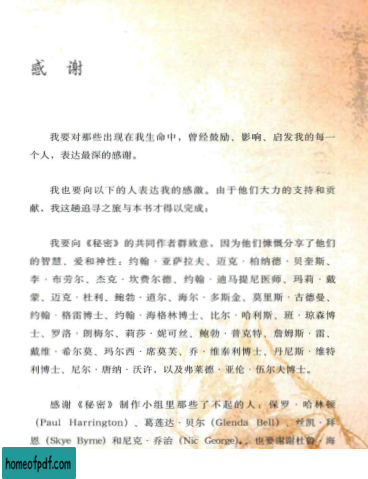 感 谢
我要对那些出现在我生命中，曾经鼓励、影响、启发我的每一
个人，表达最深的感谢。
我也要向以下的人表达我的感激。由于他们大力的支持和贡
献，我这趟追寻之旅与本书才得以完成：
我要向《秘密》的共同作者群致意，因为他们慷慨分享了他们
的智慧、爱和神性：约翰·亚萨拉夫、迈克·柏纳德·贝奎斯、
李·布劳尔、杰克·坎费尔德、约翰·迪马提尼医师、玛莉·戴
蒙、迈克·杜利、鲍勃·道尔、海尔·多斯金、莫里斯·古德曼、
约翰·格雷博士、约翰·海格林博士、比尔·哈利斯、班·琼森博
士、罗洛·朗梅尔、莉莎·妮可丝、鲍勃·普克特、詹姆斯·雷、
戴维·希尔莫、玛尔西·席莫芙、乔·维泰利博士、丹尼斯·维特
利博士、尼尔·唐纳·沃许，以及弗莱德·亚伦·伍尔夫博士。
感谢《秘密》制作小组里那些了不起的人：保罗·哈林顿
（Paul Harrington）、葛莲达·贝尔（Glenda Bell）、丝凯·拜
恩（Skye Byrne）和尼克·乔治（Nic George）。也要谢谢杜鲁·海
homeofpdf.com